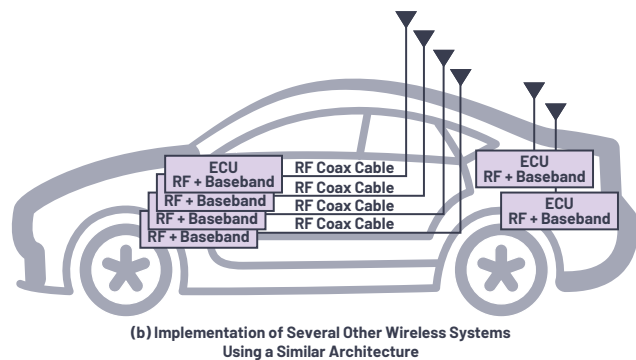 ECU
RF + Baseband
RF + Baseband
RF + Baseband
RF + Baseband
RF Coax Cable
RF Coax Cable
RF Coax Cable
RF Coax Cable
ECU
RF + Baseband
ECU
RF + Baseband
(b) Implementation of Several Other Wireless Systems
Using a Similar Architecture